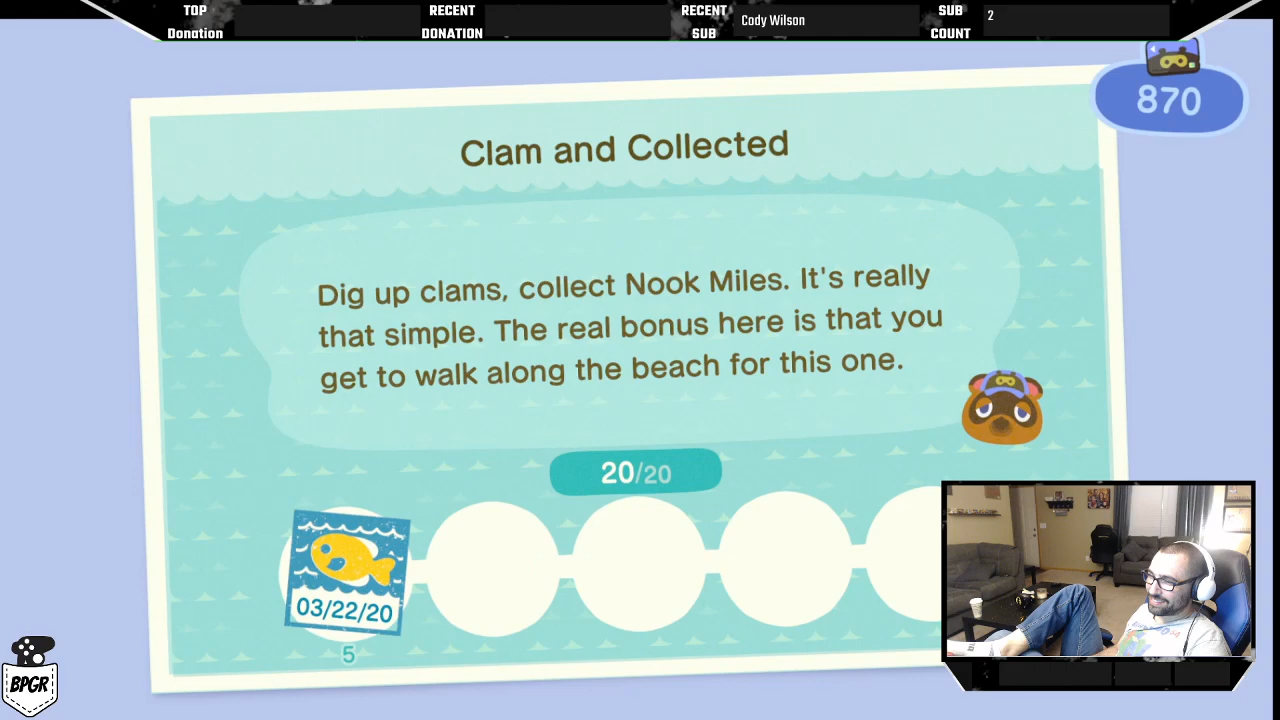 TOP
Donation
RECENT
DONATION
RECENT
SUB
Cody Wilson
SUB
COUNT
2
870
Clam and Collected
Dig up clams, collect Nook Miles. It's really
that simple. The real bonus here is that you
get to walk along the beach for this one.
20/20
03/22/20
5
BPGR